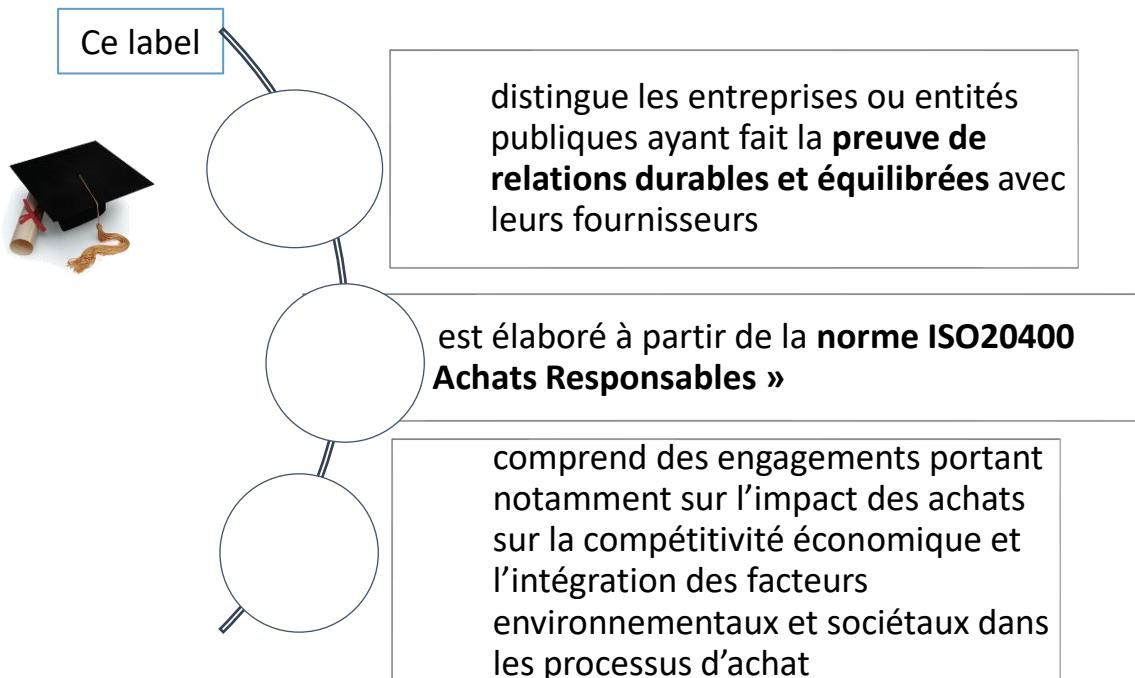 Ce label
distingue les entreprises ou entités
publiques ayant fait la preuve de
relations durables et équilibrées avec
leurs fournisseurs
est élaboré à partir de la norme ISO20400
Achats Responsables »
comprend des engagements portant
notamment sur l’impact des achats
sur la compétitivité économique et
l’intégration des facteurs
environnementaux et sociétaux dans
les processus d’achat